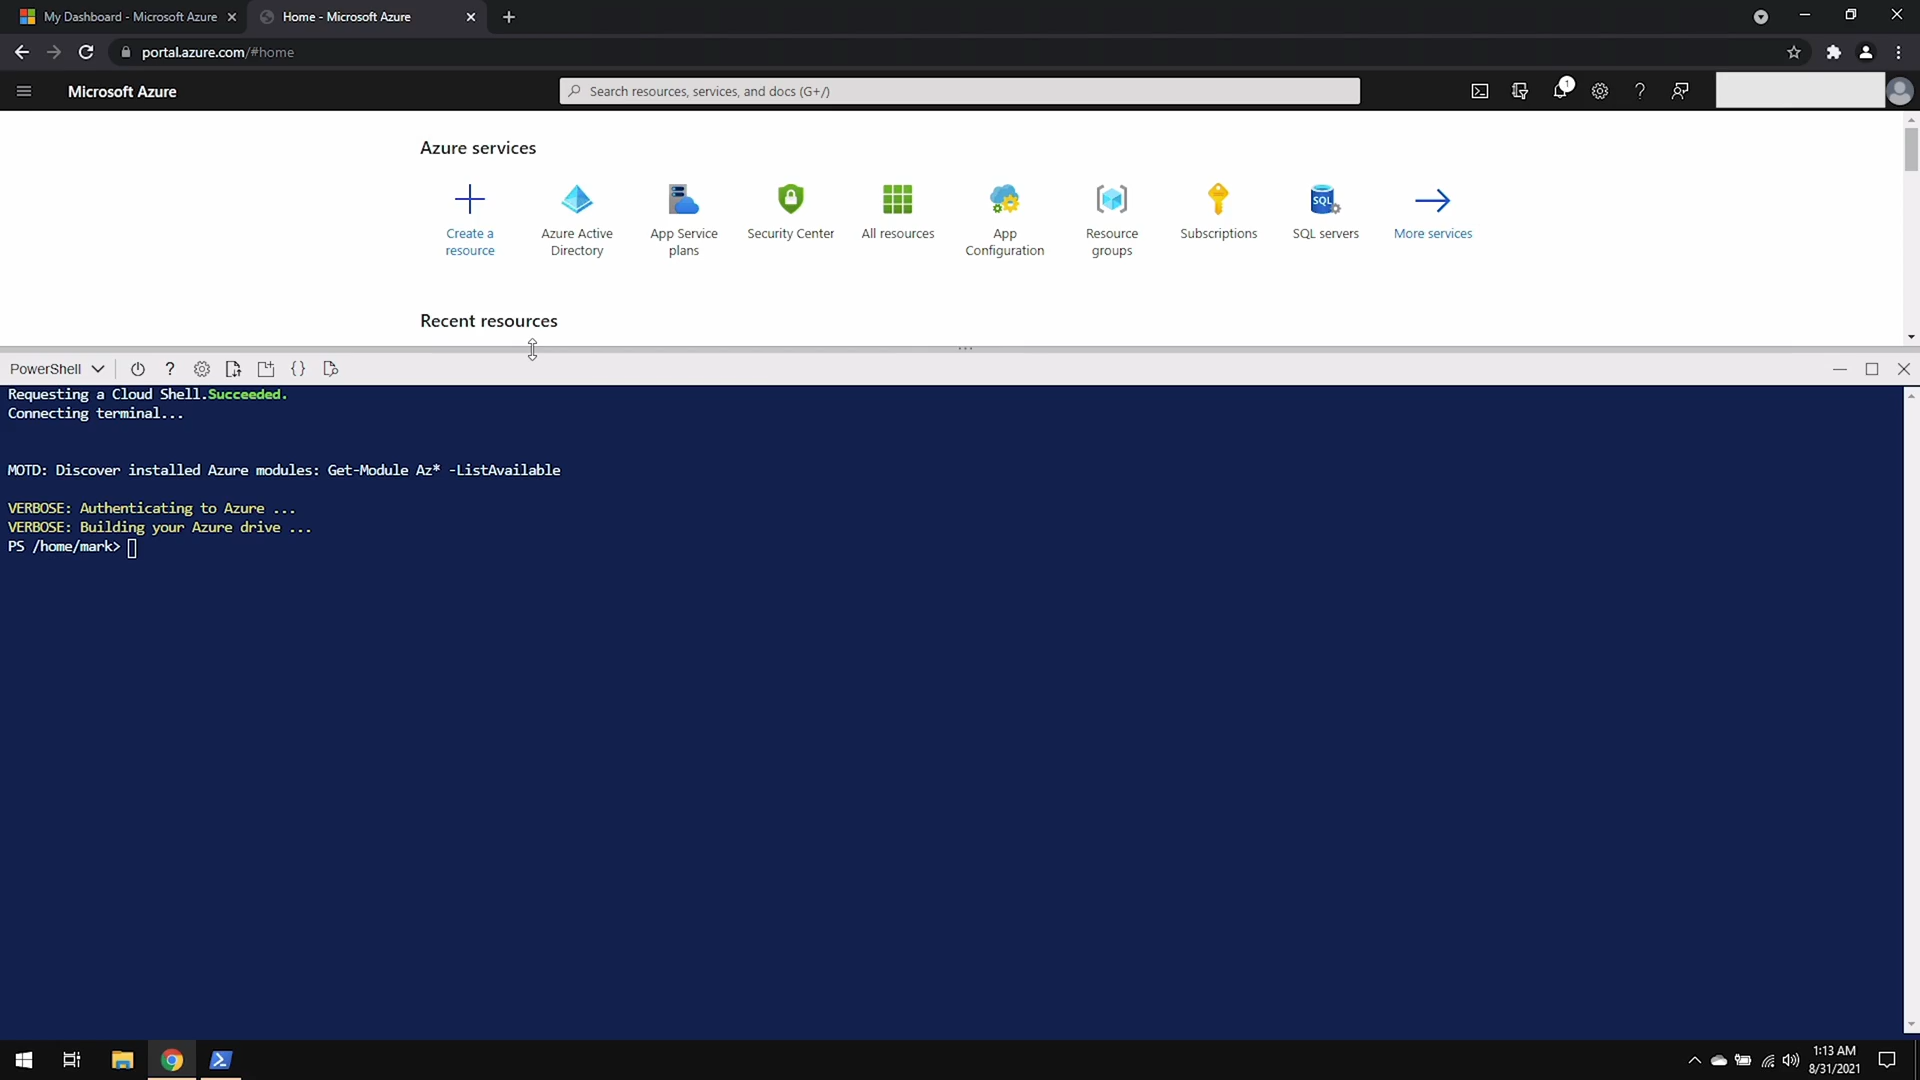 My Dashboard - Microsoft Azure
Home - Microsoft Azure
portal.azure.com/#home
Microsoft Azure
Search resources, services, and docs (G+/)
1
Azure services
Create a
resource
Azure Active
Directory
App Service
plans
Security Center
All resources
App
Configuration
Resource
groups
Subscriptions
SQL
SQL servers
More services
Recent resources
PowerShell
Requesting a Cloud Shell.Succeeded.
Connecting terminal...
MOTD: Discover installed Azure modules: Get-Module Az* -ListAvailable
VERBOSE: Authenticating to Azure ...
VERBOSE: Building your Azure drive ...
PS /home/mark>
1:13 AM
8/31/2021